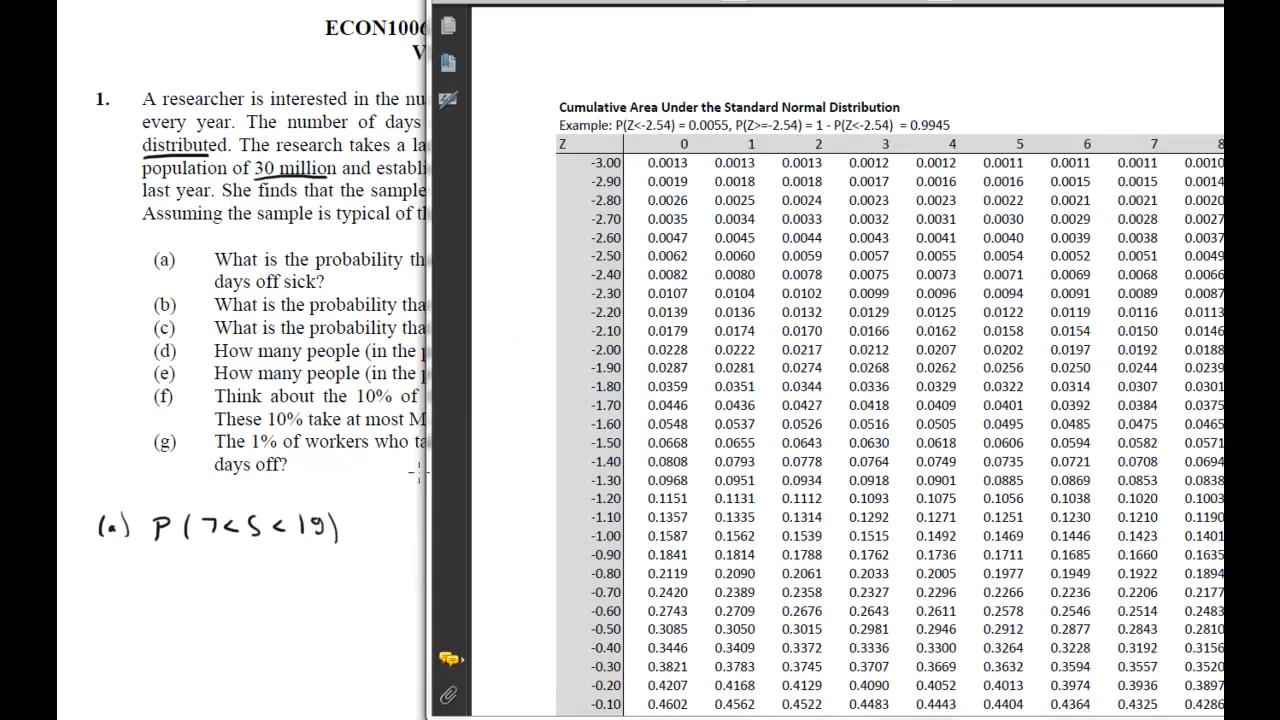 ECON1006
V
1. A researcher is interested in the nu
every year. The number of days
distributed. The research takes a la
population of 30 million and establi
last year. She finds that the sample
Assuming the sample is typical of th
(a) What is the probability tha
days off sick?
(b) What is the probability tha
(c) What is the probability tha
(d) How many people (in the p
(e) How many people (in the p
(f) Think about the 10% of
These 10% take at most M
(g) The 1% of workers who ta
days off?
(a) P ( 7 < S < 19)
Cumulative Area Under the Standard Normal Distribution
Example: P(Z<-2.54) = 0.0055, P(Z>=-2.54) = 1 - P(Z<-2.54) = 0.9945
Z 0 1 2 3 4 5 6 7 8
-3.00 0.0013 0.0013 0.0013 0.0012 0.0012 0.0011 0.0011 0.0011 0.0010
-2.90 0.0019 0.0018 0.0018 0.0017 0.0016 0.0016 0.0015 0.0015 0.0014
-2.80 0.0026 0.0025 0.0024 0.0023 0.0023 0.0022 0.0021 0.0021 0.0020
-2.70 0.0035 0.0034 0.0033 0.0032 0.0031 0.0030 0.0029 0.0028 0.0027
-2.60 0.0047 0.0045 0.0044 0.0043 0.0041 0.0040 0.0039 0.0038 0.0037
-2.50 0.0062 0.0060 0.0059 0.0057 0.0055 0.0054 0.0052 0.0051 0.0049
-2.40 0.0082 0.0080 0.0078 0.0075 0.0073 0.0071 0.0069 0.0068 0.0066
-2.30 0.0107 0.0104 0.0102 0.0099 0.0096 0.0094 0.0091 0.0089 0.0087
-2.20 0.0139 0.0136 0.0132 0.0129 0.0125 0.0122 0.0119 0.0116 0.0113
-2.10 0.0179 0.0174 0.0170 0.0166 0.0162 0.0158 0.0154 0.0150 0.0146
-2.00 0.0228 0.0222 0.0217 0.0212 0.0207 0.0202 0.0197 0.0192 0.0188
-1.90 0.0287 0.0281 0.0274 0.0268 0.0262 0.0256 0.0250 0.0244 0.0239
-1.80 0.0359 0.0351 0.0344 0.0336 0.0329 0.0322 0.0314 0.0307 0.0301
-1.70 0.0446 0.0436 0.0427 0.0418 0.0409 0.0401 0.0392 0.0384 0.0375
-1.60 0.0548 0.0537 0.0526 0.0516 0.0505 0.0495 0.0485 0.0475 0.0465
-1.50 0.0668 0.0655 0.0643 0.0630 0.0618 0.0606 0.0594 0.0582 0.0571
-1.40 0.0808 0.0793 0.0778 0.0764 0.0749 0.0735 0.0721 0.0708 0.0694
-1.30 0.0968 0.0951 0.0934 0.0918 0.0901 0.0885 0.0869 0.0853 0.0838
-1.20 0.1151 0.1131 0.1112 0.1093 0.1075 0.1056 0.1038 0.1020 0.1003
-1.10 0.1357 0.1335 0.1314 0.1292 0.1271 0.1251 0.1230 0.1210 0.1190
-1.00 0.1587 0.1562 0.1539 0.1515 0.1492 0.1469 0.1446 0.1423 0.1401
-0.90 0.1841 0.1814 0.1788 0.1762 0.1736 0.1711 0.1685 0.1660 0.1635
-0.80 0.2119 0.2090 0.2061 0.2033 0.2005 0.1977 0.1949 0.1922 0.1894
-0.70 0.2420 0.2389 0.2358 0.2327 0.2296 0.2266 0.2236 0.2206 0.2177
-0.60 0.2743 0.2709 0.2676 0.2643 0.2611 0.2578 0.2546 0.2514 0.2483
-0.50 0.3085 0.3050 0.3015 0.2981 0.2946 0.2912 0.2877 0.2843 0.2810
-0.40 0.3446 0.3409 0.3372 0.3336 0.3300 0.3264 0.3228 0.3192 0.3156
-0.30 0.3821 0.3783 0.3745 0.3707 0.3669 0.3632 0.3594 0.3557 0.3520
-0.20 0.4207 0.4168 0.4129 0.4090 0.4052 0.4013 0.3974 0.3936 0.3897
-0.10 0.4602 0.4562 0.4522 0.4483 0.4443 0.4404 0.4364 0.4325 0.4286